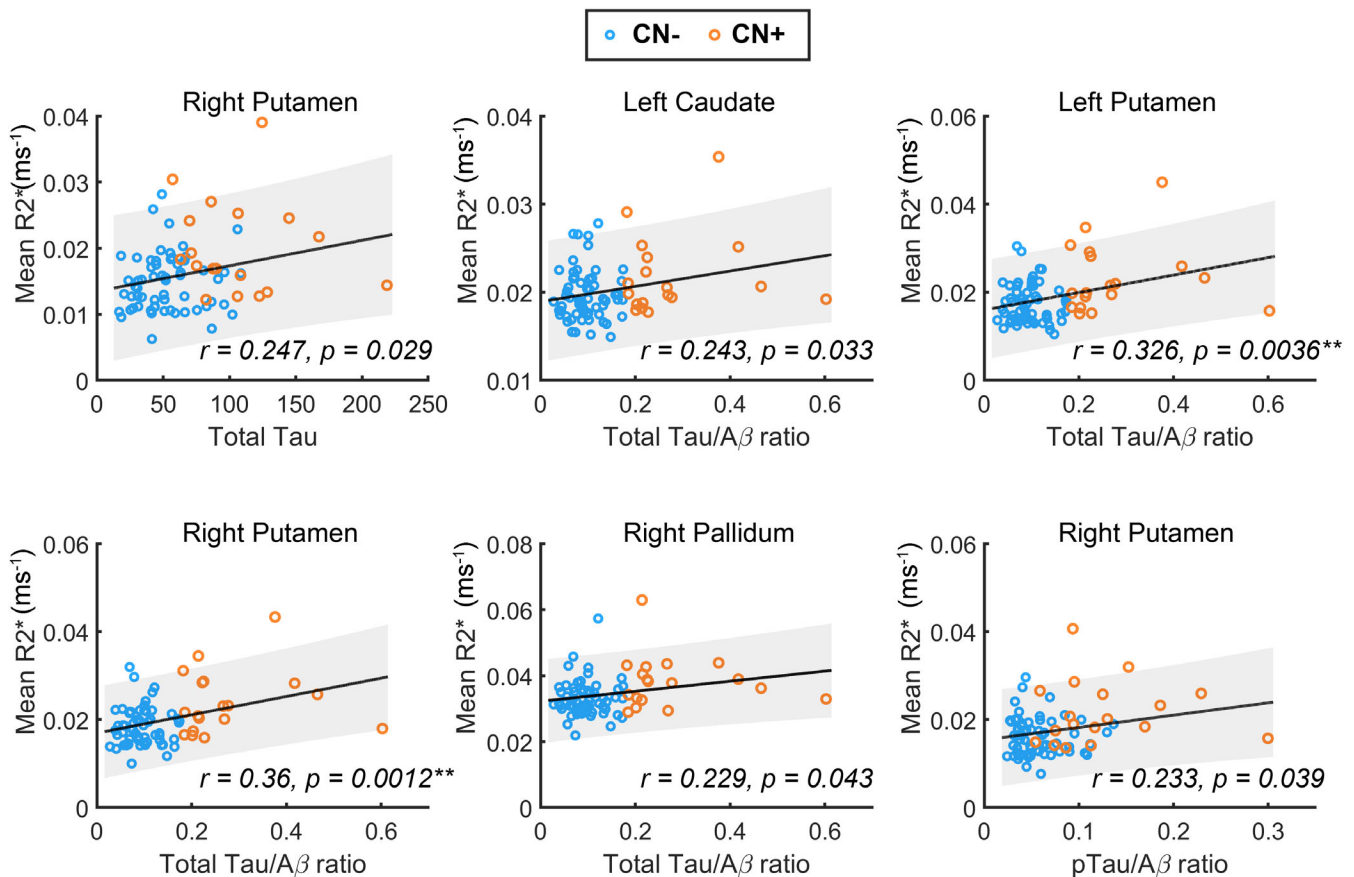 CN- CN+
Right Putamen
Mean R2* (ms⁻¹)
0.04
0.03
0.02
0.01
0
r = 0.247, p = 0.029
0 50 100 150 200 250
Total Tau
Left Caudate
Mean R2* (ms⁻¹)
0.04
0.03
0.02
0.01
r = 0.243, p = 0.033
0 0.2 0.4 0.6
Total Tau/Aβ ratio
Left Putamen
Mean R2* (ms⁻¹)
0.06
0.04
0.02
0
r = 0.326, p = 0.0036**
0 0.2 0.4 0.6
Total Tau/Aβ ratio
Right Putamen
Mean R2* (ms⁻¹)
0.06
0.04
0.02
0
r = 0.36, p = 0.0012**
0 0.2 0.4 0.6
Total Tau/Aβ ratio
Right Pallidum
Mean R2* (ms⁻¹)
0.08
0.06
0.04
0.02
0
r = 0.229, p = 0.043
0 0.2 0.4 0.6
Total Tau/Aβ ratio
Right Putamen
Mean R2* (ms⁻¹)
0.06
0.04
0.02
0
r = 0.233, p = 0.039
0 0.1 0.2 0.3
pTau/Aβ ratio